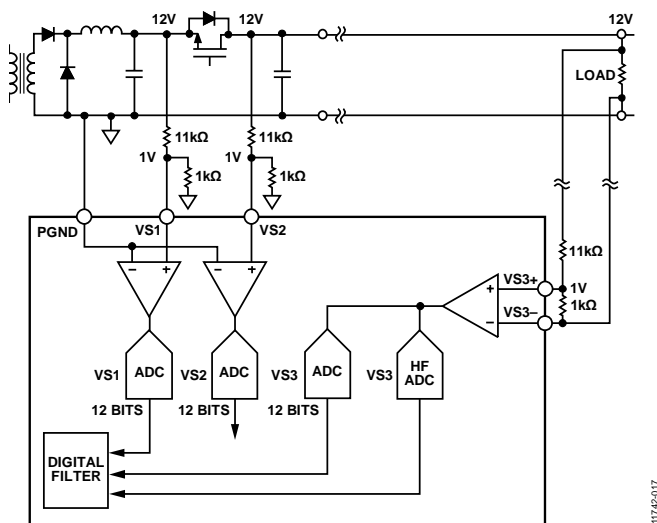 12V 12V 12V
LOAD
11kΩ 11kΩ
1V 1kΩ 1V 1kΩ
PGND VS1 VS2
11kΩ
− + − +
VS3+ 1V
+
1kΩ
VS3−
−
VS1 ADC VS2 ADC VS3 ADC VS3 HF
ADC
12 BITS 12 BITS 12 BITS
DIGITAL
FILTER
11742-017